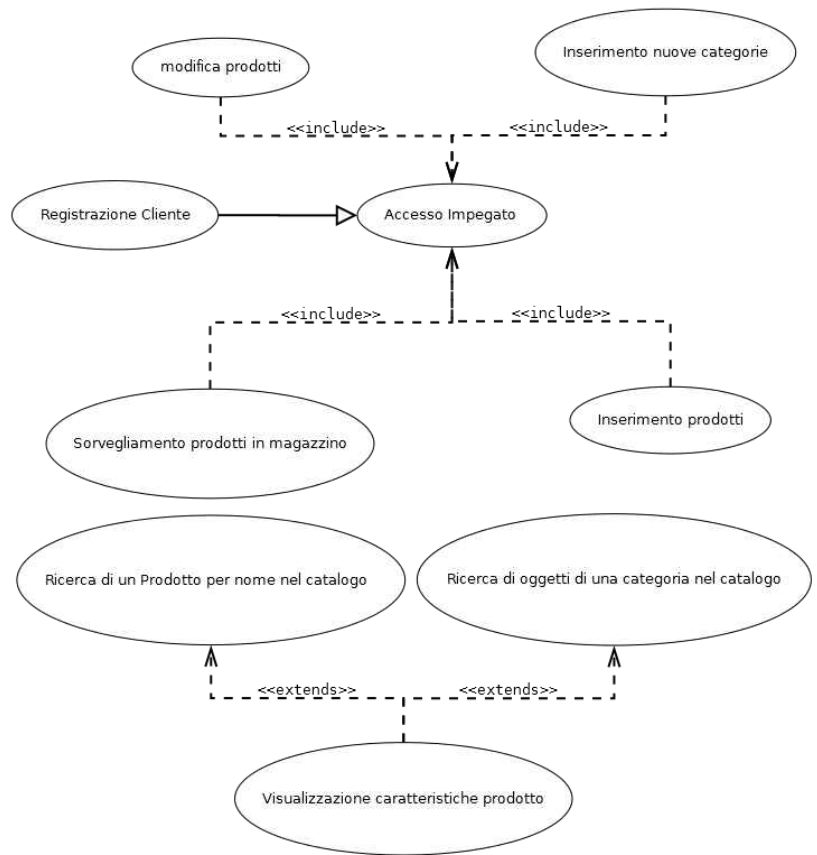 Inserimento nuove categorie
modifica prodotti
<<include>>
<<include>>
Registrazione Cliente
Accesso Impegato
<<include>>
<<include>>
Inserimento prodotti
Sorvegliamento prodotti in magazzino
Ricerca di un Prodotto per nome nel catalogo
Ricerca di oggetti di una categoria nel catalogo
<<extends>>
<<extends>>
Visualizzazione caratteristiche prodotto